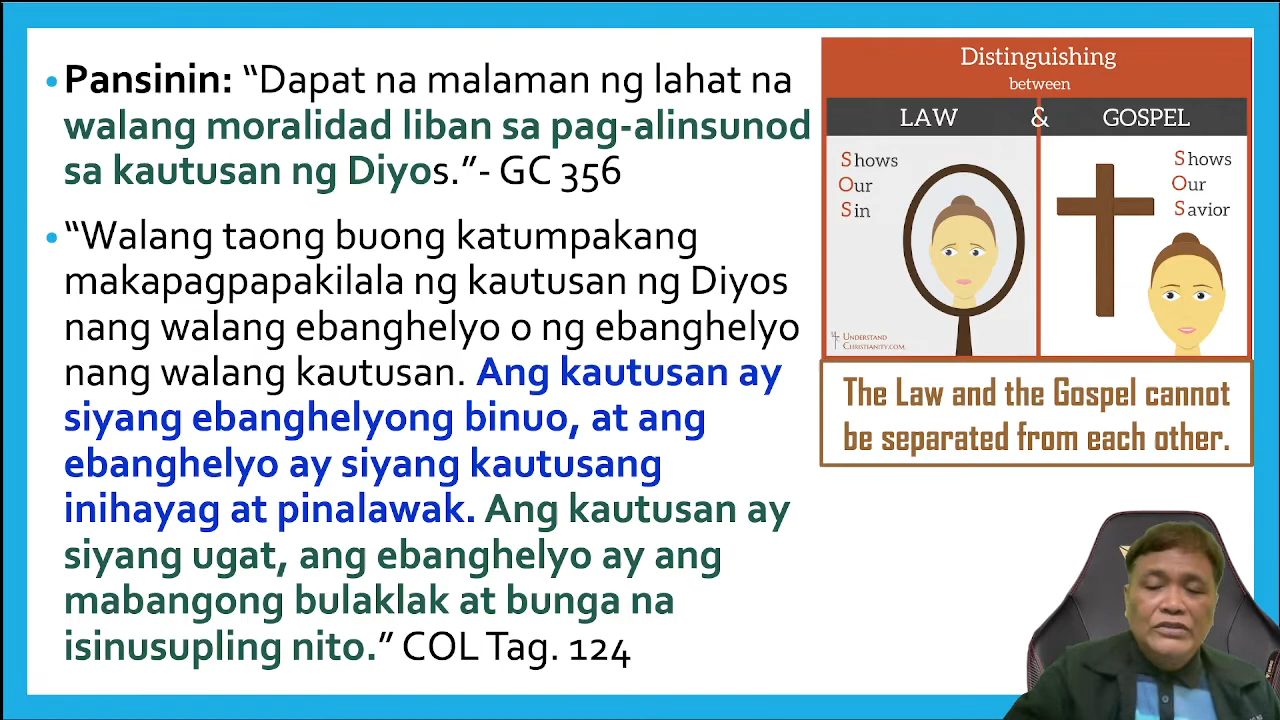 • Pansinin: “Dapat na malaman ng lahat na
walang moralidad liban sa pag-alinsunod
sa kautusan ng Diyos.”- GC 356
• “Walang taong buong katumpakang
makapagpapakilala ng kautusan ng Diyos
nang walang ebanghelyo o ng ebanghelyo
nang walang kautusan. Ang kautusan ay
siyang ebanghelyong binuo, at ang
ebanghelyo ay siyang kautusang
inihayag at pinalawak. Ang kautusan ay
siyang ugat, ang ebanghelyo ay ang
mabangong bulaklak at bunga na
isinusupling nito.” COL Tag. 124
Distinguishing
between
LAW & GOSPEL
Shows
Our
Sin
Shows
Our
Savior
UNDERSTAND
CHRISTIANITY.COM
The Law and the Gospel cannot
be separated from each other.